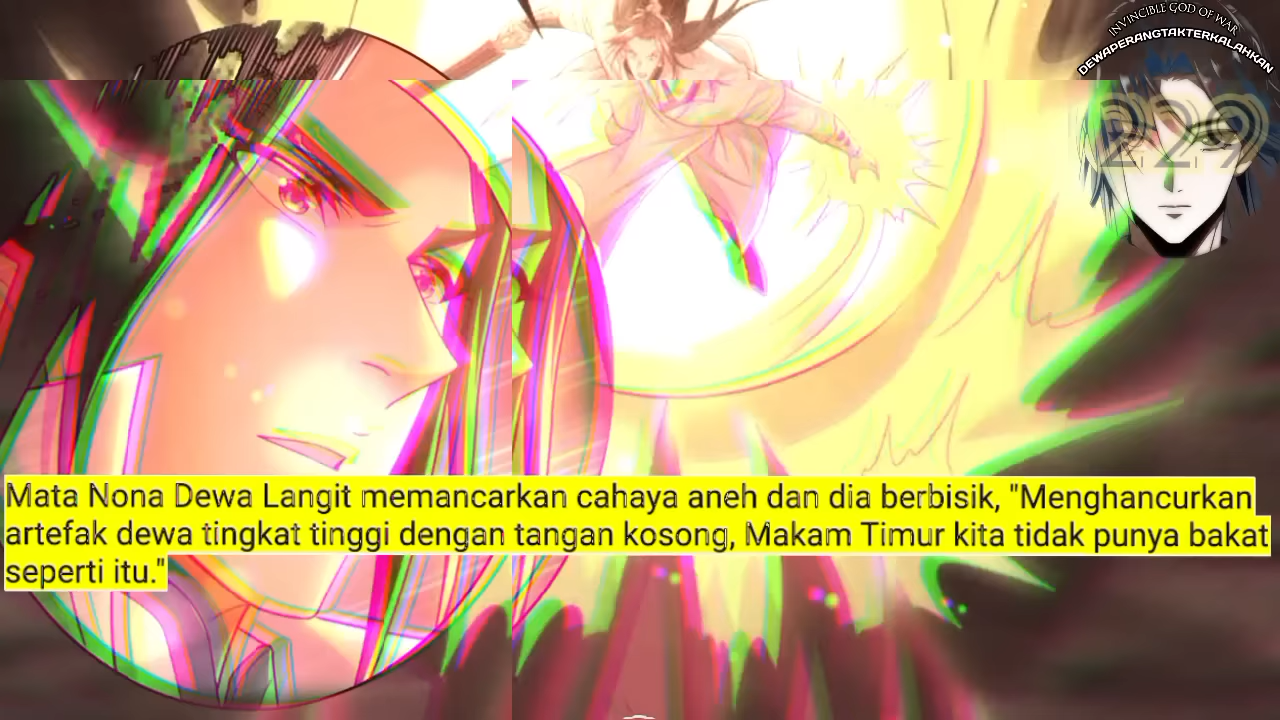 INVINCIBLE GOD OF WAR
DEWAPERANGTAKTERKALAHKAN
229
Mata Nona Dewa Langit memancarkan cahaya aneh dan dia berbisik, "Menghancurkan
artefak dewa tingkat tinggi dengan tangan kosong, Makam Timur kita tidak punya bakat
seperti itu."